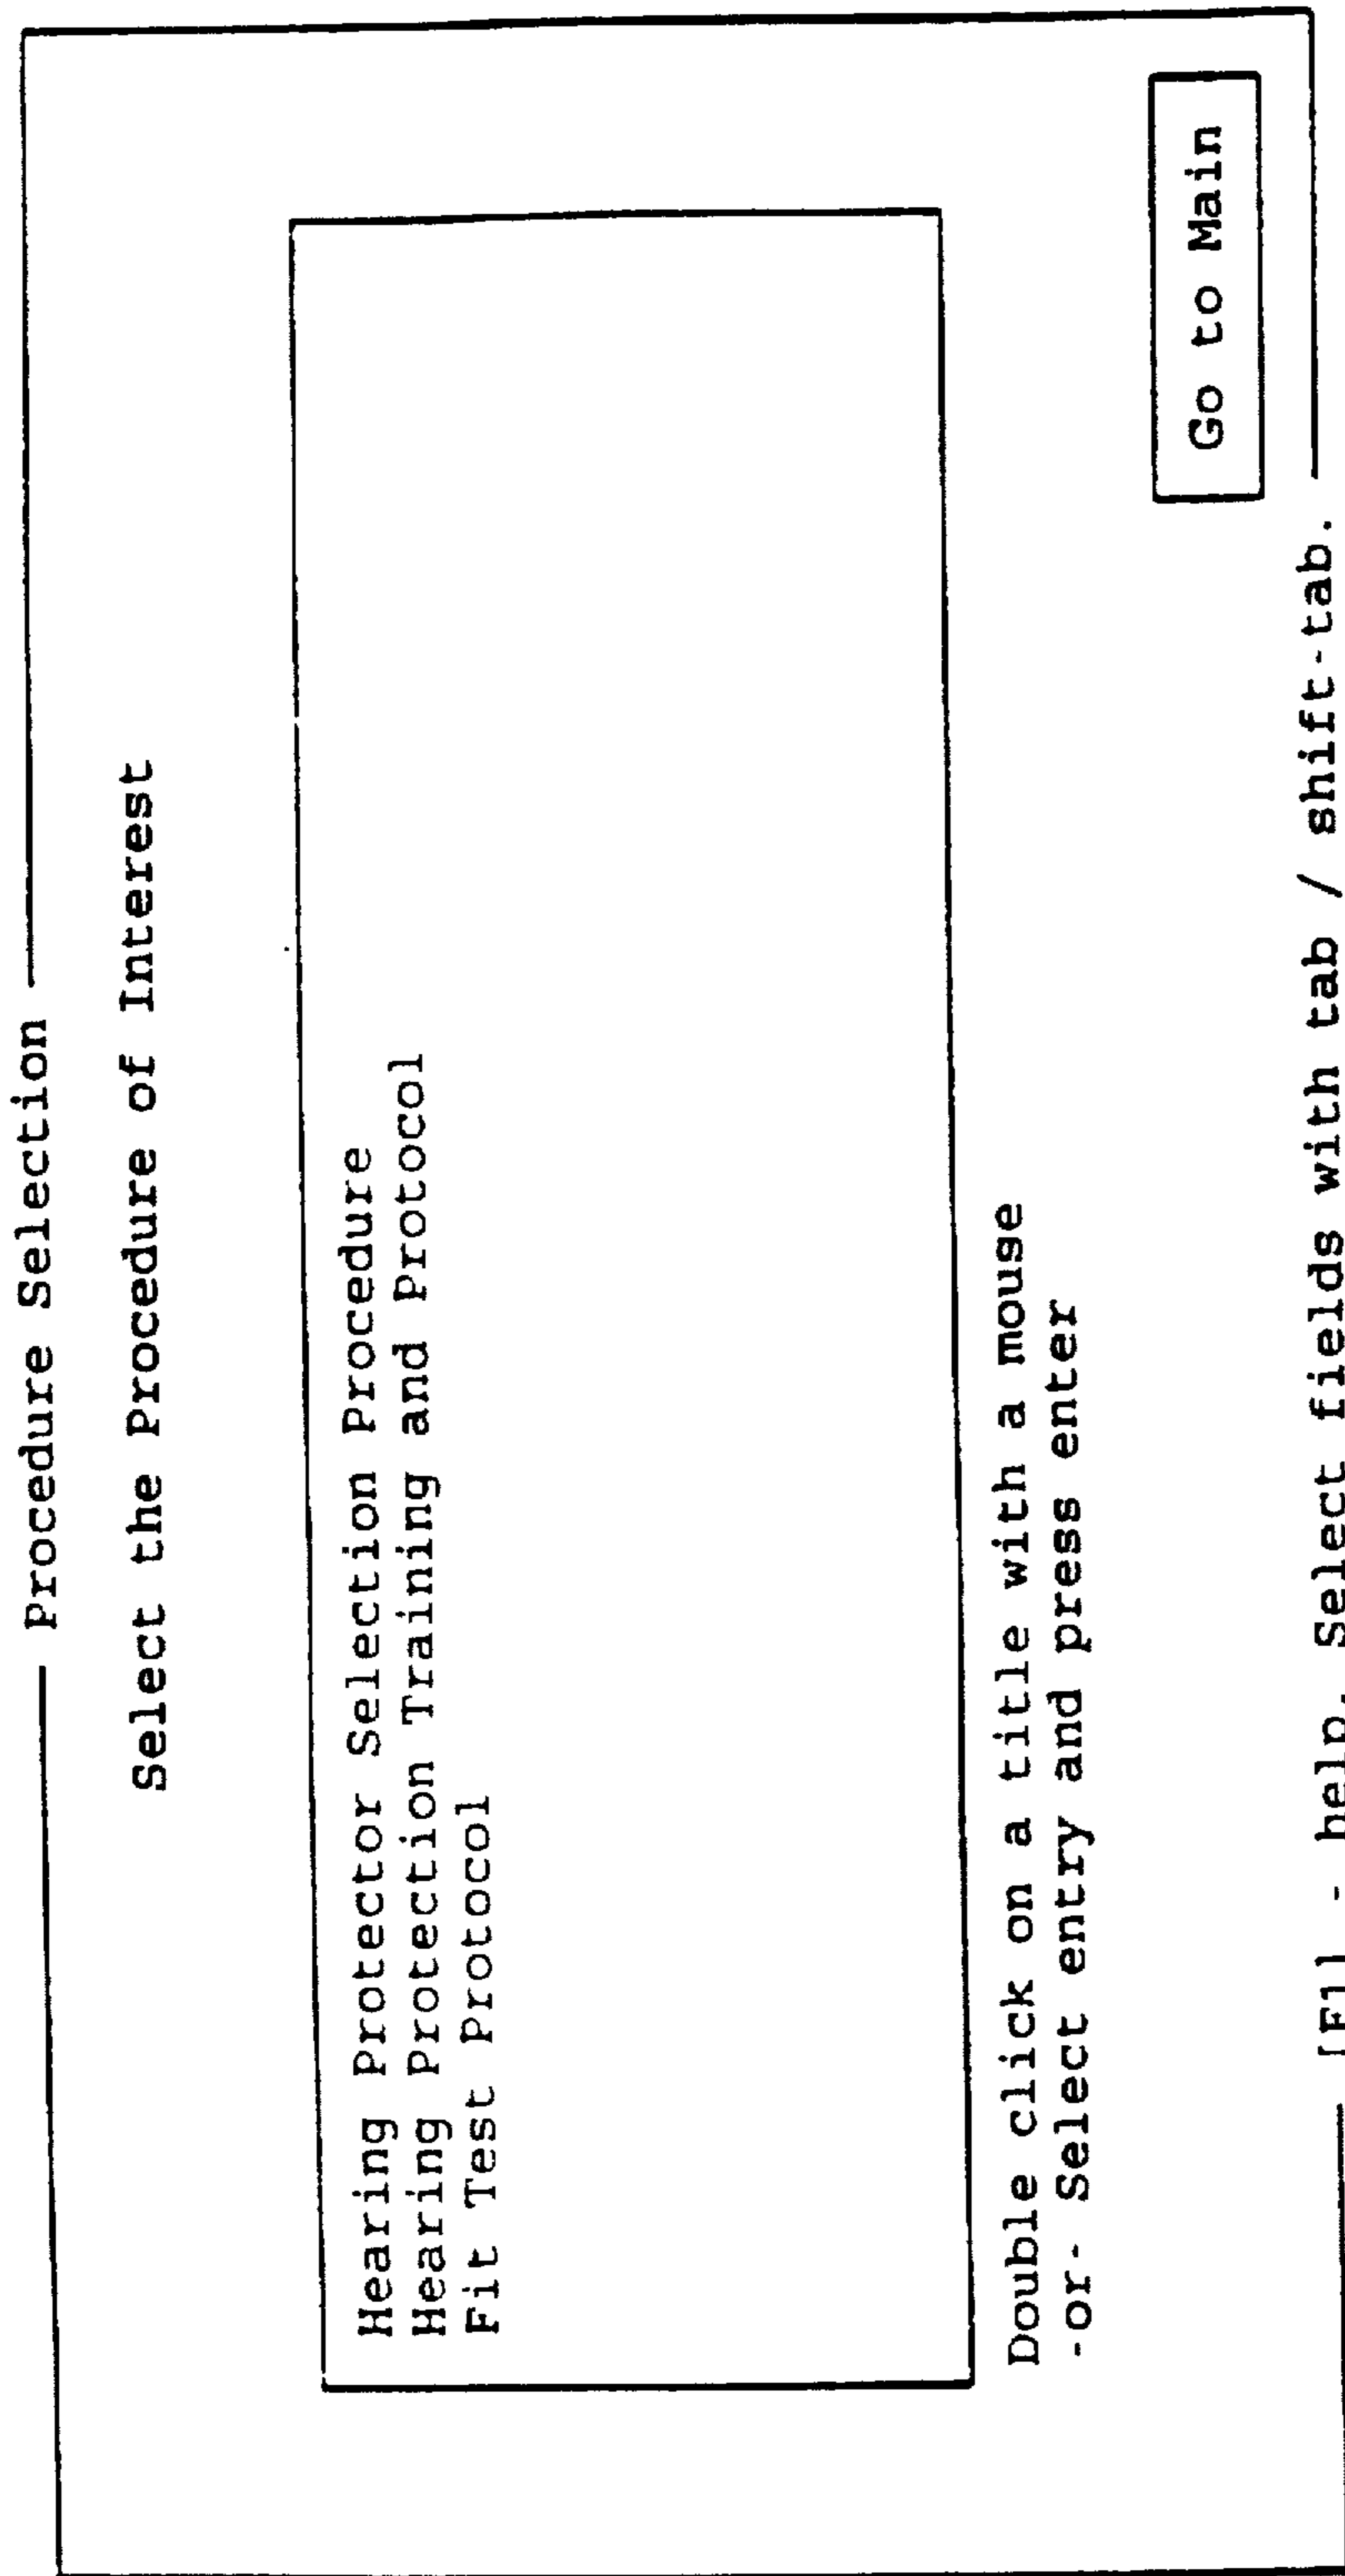 Procedure Selection
Select the Procedure of Interest
Hearing Protector Selection Procedure
Hearing Protection Training and Protocol
Fit Test Protocol
Double click on a title with a mouse
-or- Select entry and press enter
Go to Main
[F1] - help. Select fields with tab / shift-tab.